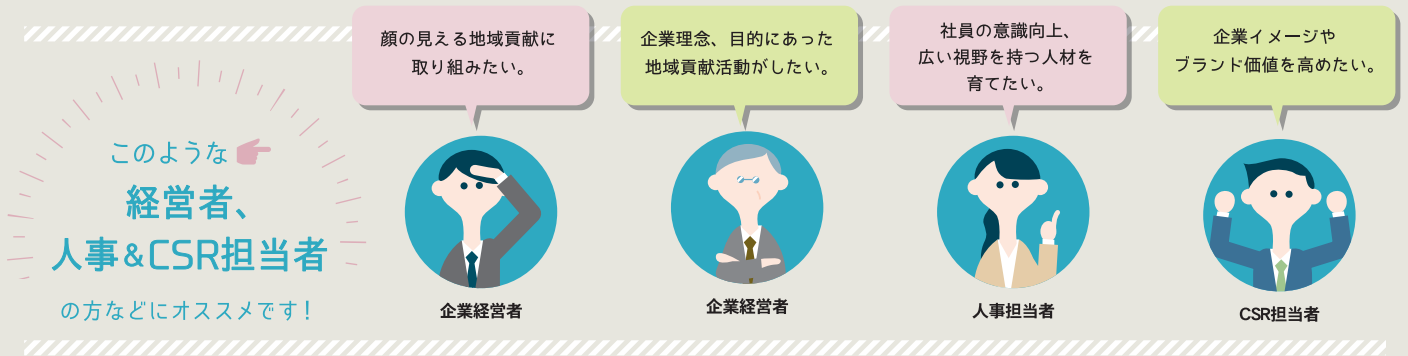 このような
経営者、
人事&CSR担当者
の方などにオススメです!
顔の見える地域貢献に
取り組みたい。
企業経営者
企業理念、目的にあった
地域貢献活動がしたい。
企業経営者
社員の意識向上、
広い視野を持つ人材を
育てたい。
人事担当者
企業イメージや
ブランド価値を高めたい。
CSR担当者